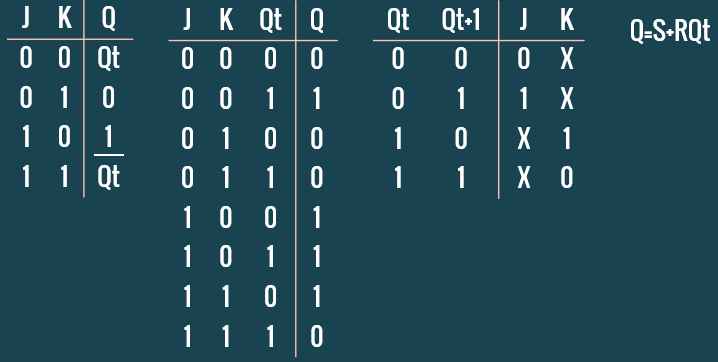 J K Q
0 0 Qt
0 1 0
1 0 1
1 1 Q̅t̅
J K Qt Q
0 0 0 0
0 0 1 1
0 1 0 0
0 1 1 0
1 0 0 1
1 0 1 1
1 1 0 1
1 1 1 0
Qt Qt+1 J K
0 0 0 X
0 1 1 X
1 0 X 1
1 1 X 0
Q=S+RQt